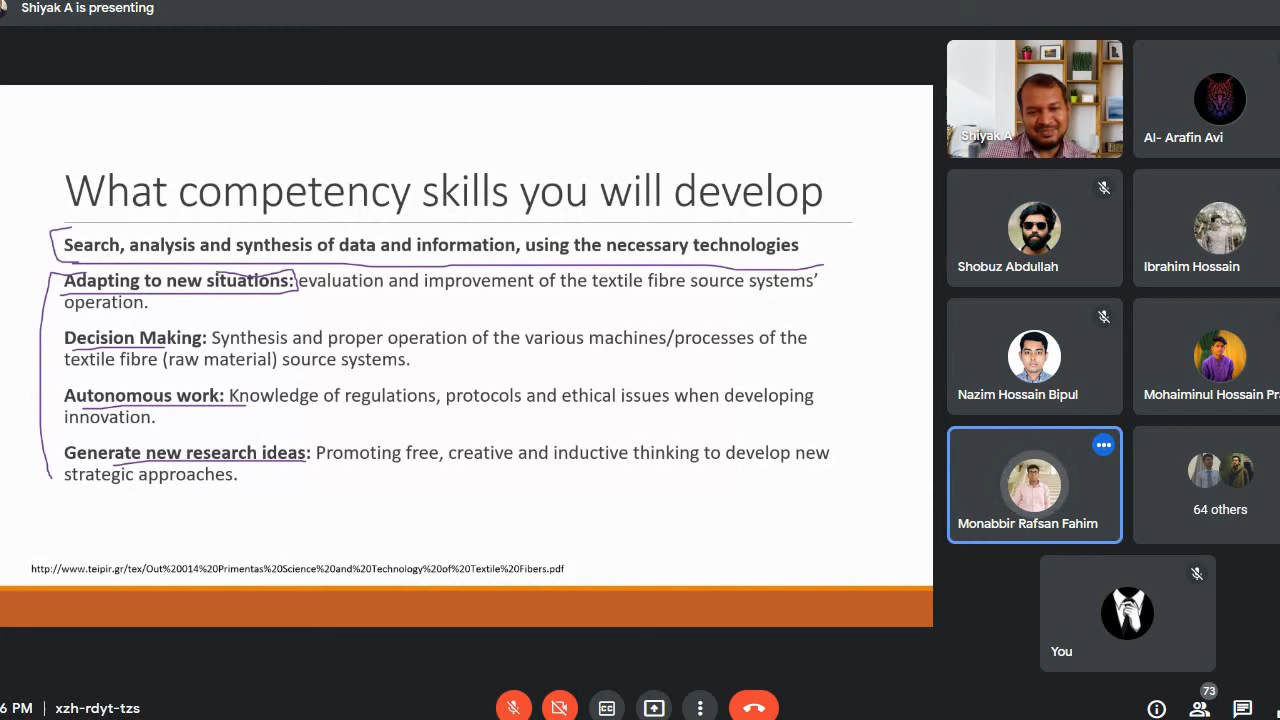 Shiyak A is presenting
What competency skills you will develop
Search, analysis and synthesis of data and information, using the necessary technologies
Adapting to new situations: evaluation and improvement of the textile fibre source systems’
operation.
Decision Making: Synthesis and proper operation of the various machines/processes of the
textile fibre (raw material) source systems.
Autonomous work: Knowledge of regulations, protocols and ethical issues when developing
innovation.
Generate new research ideas: Promoting free, creative and inductive thinking to develop new
strategic approaches.
http://www.teipir.gr/tex/Out%20014%20Primentas%20Science%20and%20Technology%20of%20Textile%20Fibers.pdf
Shiyak A
Al- Arafin Avi
Shobuz Abdullah
Ibrahim Hossain
Nazim Hossain Bipul
Mohaiminul Hossain Pr
Monabbir Rafsan Fahim
64 others
You
6 PM
xzh-rdyt-tzs
CC
73